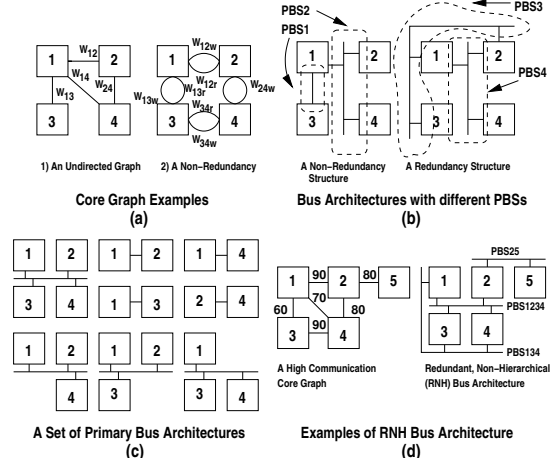 1
2
3
4
W12
W14
W13
W24
1) An Undirected Graph
1
2
3
4
W12w
W12r
W13r
W13w
W24w
W34r
W34w
2) A Non-Redundancy
Core Graph Examples
(a)
PBS2
PBS1
1
2
3
4
A Non-Redundancy
Structure
PBS3
PBS4
1
2
3
4
A Redundancy Structure
Bus Architectures with different PBSs
(b)
1
2
3
4
1
2
1
4
1
3
2
4
1
2
4
1
2
3
1
3
4
A Set of Primary Bus Architectures
(c)
1
90
2
80
5
60
70
80
3
90
4
A High Communication
Core Graph
PBS25
1
2
5
PBS1234
3
4
PBS134
Redundant, Non-Hierarchical
(RNH) Bus Architecture
Examples of RNH Bus Architecture
(d)